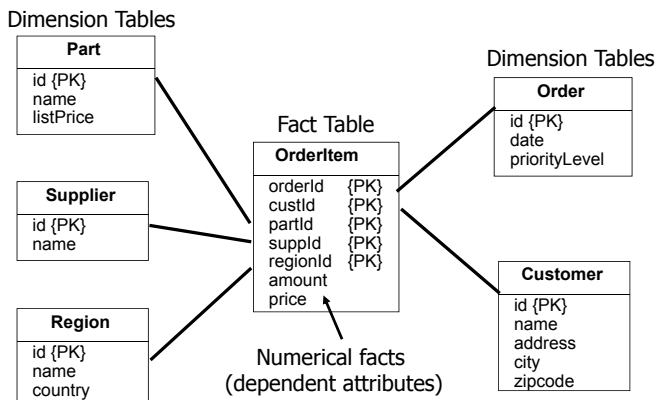 Dimension Tables
Part
id {PK}
name
listPrice
Supplier
id {PK}
name
Region
id {PK}
name
country
Fact Table
OrderItem
orderId {PK}
custId {PK}
partId {PK}
suppId {PK}
regionId {PK}
amount
price
Numerical facts
(dependent attributes)
Dimension Tables
Order
id {PK}
date
priorityLevel
Customer
id {PK}
name
address
city
zipcode